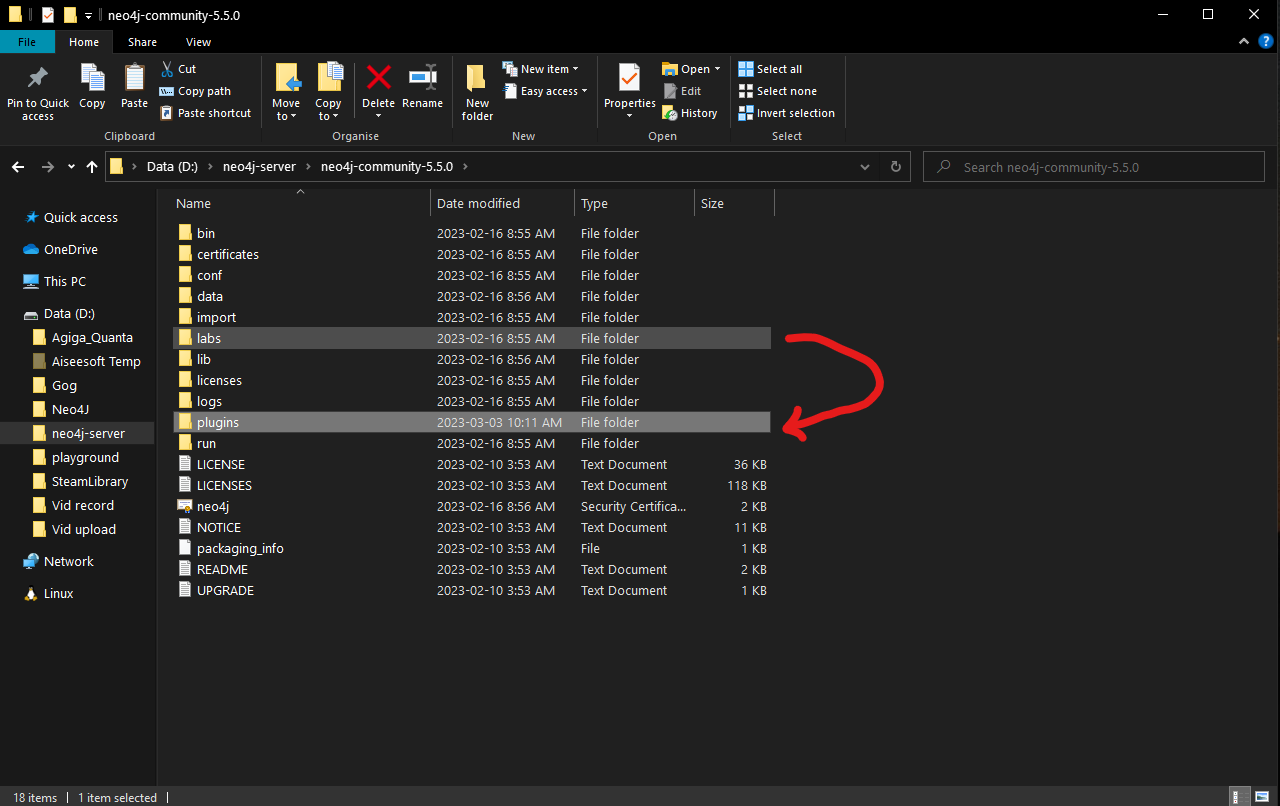 neo4j-community-5.5.0
File Home Share View
Pin to Quick access
Copy
Paste
Cut
Copy path
Paste shortcut
Clipboard
Move to
Copy to
Delete
Rename
Organise
New folder
New item
Easy access
New
Properties
Open
Edit
History
Open
Select all
Select none
Invert selection
Select
Data (D:) > neo4j-server > neo4j-community-5.5.0 >
Search neo4j-community-5.5.0
Quick access
OneDrive
This PC
Data (D:)
Agiga_Quanta
Aiseesoft Temp
Gog
Neo4J
neo4j-server
playground
SteamLibrary
Vid record
Vid upload
Network
Linux
Name Date modified Type Size
bin 2023-02-16 8:55 AM File folder
certificates 2023-02-16 8:55 AM File folder
conf 2023-02-16 8:55 AM File folder
data 2023-02-16 8:56 AM File folder
import 2023-02-16 8:55 AM File folder
labs 2023-02-16 8:55 AM File folder
lib 2023-02-16 8:56 AM File folder
licenses 2023-02-16 8:55 AM File folder
logs 2023-02-16 8:55 AM File folder
plugins 2023-03-03 10:11 AM File folder
run 2023-02-16 8:55 AM File folder
LICENSE 2023-02-10 3:53 AM Text Document 36 KB
LICENSES 2023-02-10 3:53 AM Text Document 118 KB
neo4j 2023-02-16 8:56 AM Security Certifica... 2 KB
NOTICE 2023-02-10 3:53 AM Text Document 11 KB
packaging_info 2023-02-10 3:53 AM File 1 KB
README 2023-02-10 3:53 AM Text Document 2 KB
UPGRADE 2023-02-10 3:53 AM Text Document 1 KB
18 items 1 item selected